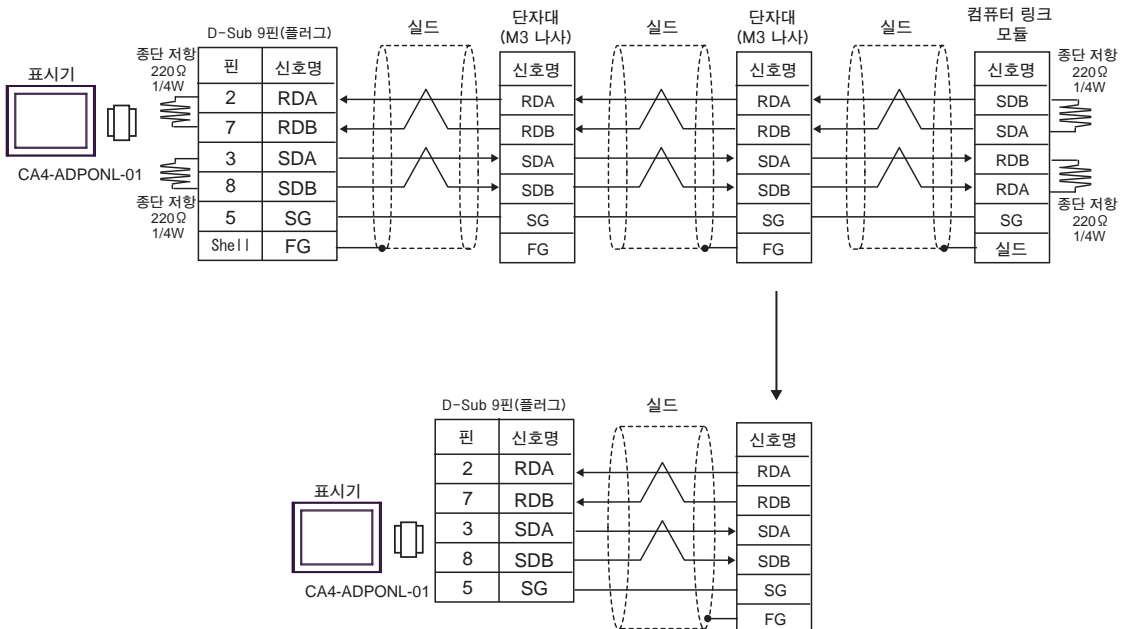 D-Sub 9핀(플러그)
실드
단자대
(M3 나사)
실드
단자대
(M3 나사)
실드
컴퓨터 링크
모듈
표시기
CA4-ADPONL-01
종단 저항
220Ω
1/4W
종단 저항
220Ω
1/4W
핀 신호명
2 RDA
7 RDB
3 SDA
8 SDB
5 SG
Shell FG
신호명
RDA
RDB
SDA
SDB
SG
FG
신호명
RDA
RDB
SDA
SDB
SG
FG
신호명
SDB
SDA
RDB
RDA
SG
실드
종단 저항
220Ω
1/4W
종단 저항
220Ω
1/4W
D-Sub 9핀(플러그)
실드
표시기
CA4-ADPONL-01
핀 신호명
2 RDA
7 RDB
3 SDA
8 SDB
5 SG
신호명
RDA
RDB
SDA
SDB
SG
FG